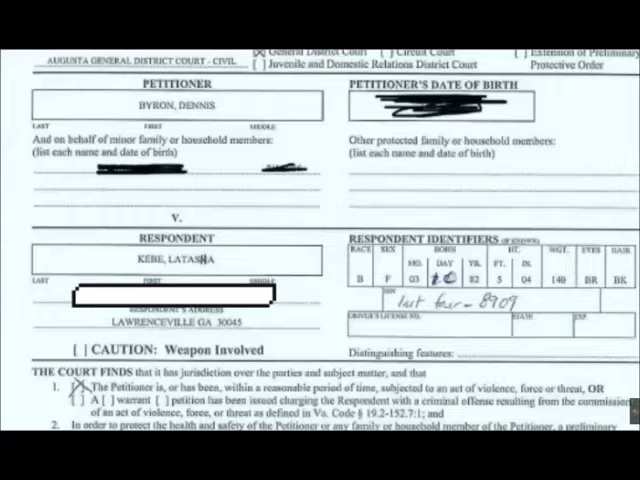 AUGUSTA GENERAL DISTRICT COURT - CIVIL
[X] General District Court [ ] Circuit Court
[ ] Juvenile and Domestic Relations District Court
[ ] Extension of Preliminary
Protective Order
PETITIONER
BYRON, DENNIS
LAST FIRST MIDDLE
And on behalf of minor family or household members:
(list each name and date of birth)
PETITIONER'S DATE OF BIRTH
Other protected family or household members:
(list each name and date of birth)
V.
RESPONDENT
KEBE, LATASHA
LAST FIRST MIDDLE
RESPONDENT'S ADDRESS
LAWRENCEVILLE GA 30045
RESPONDENT IDENTIFIERS (IF KNOWN)
RACE SEX BORN HT. WGT. EYES HAIR
MO. DAY YR. FT. IN.
B F 03 82 5 04 140 BR BK
SSN
last four - 8909
DRIVER'S LICENSE NO. STATE EXP.
Distinguishing features:
[ ] CAUTION: Weapon Involved
THE COURT FINDS that it has jurisdiction over the parties and subject matter, and that
1. [X] The Petitioner is, or has been, within a reasonable period of time, subjected to an act of violence, force or threat, OR
[ ] A [ ] warrant [ ] petition has been issued charging the Respondent with a criminal offense resulting from the commission
of an act of violence, force, or threat as defined in Va. Code § 19.2-152.7:1; and
2. In order to protect the health and safety of the Petitioner or any family or household member of the Petitioner, a preliminary